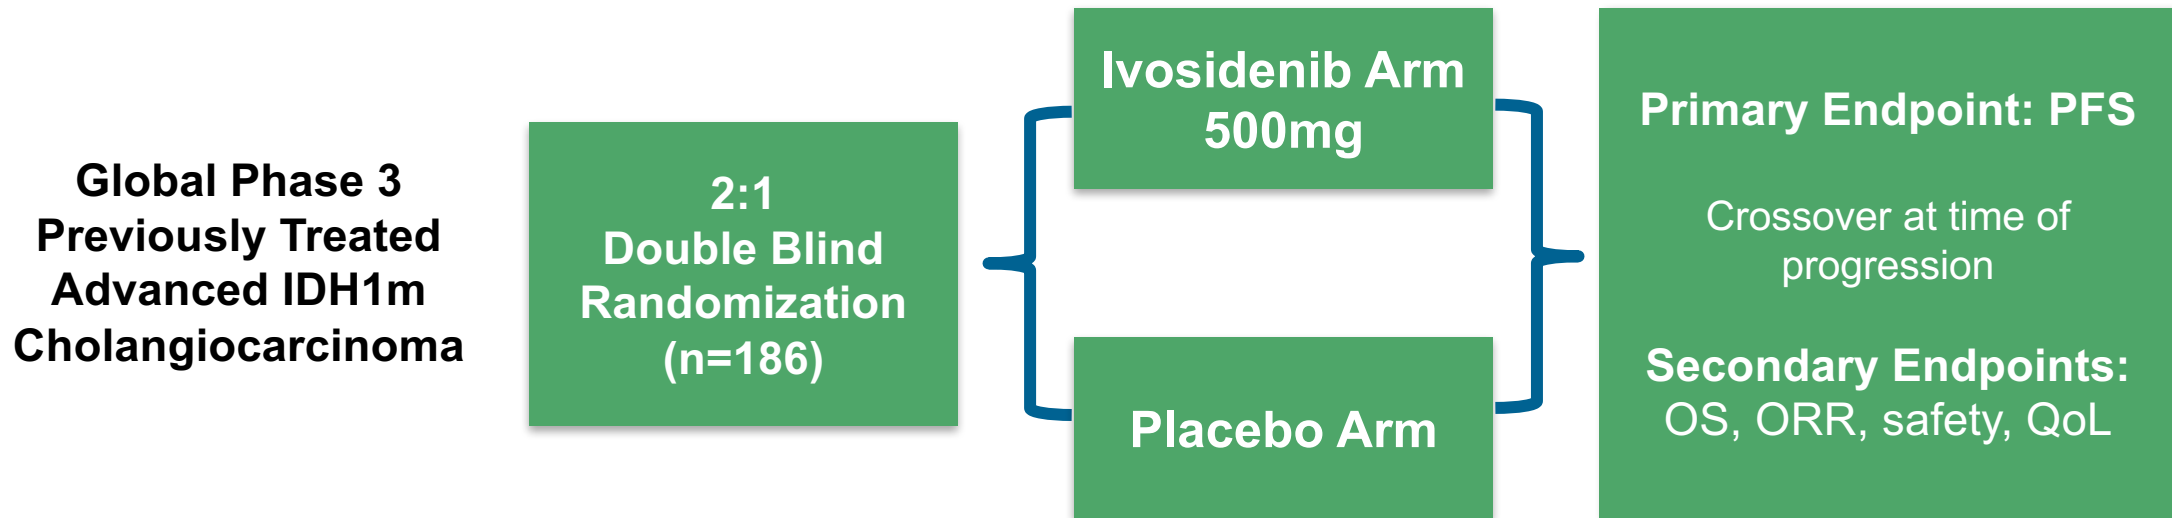 Global Phase 3
Previously Treated
Advanced IDH1m
Cholangiocarcinoma
2:1
Double Blind
Randomization
(n=186)
Ivosidenib Arm
500mg
Placebo Arm
Primary Endpoint: PFS
Crossover at time of
progression
Secondary Endpoints:
OS, ORR, safety, QoL